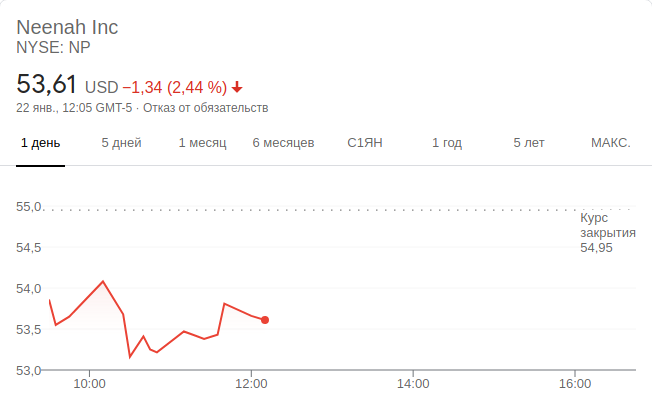 Neenah Inc
NYSE: NP
53,61 USD −1,34 (2,44 %)
22 янв., 12:05 GMT-5 · Отказ от обязательств
1 день 5 дней 1 месяц 6 месяцев С1ЯН 1 год 5 лет МАКС.
55,0
Курс
закрытия
54,95
54,5
54,0
53,5
53,0
10:00 12:00 14:00 16:00